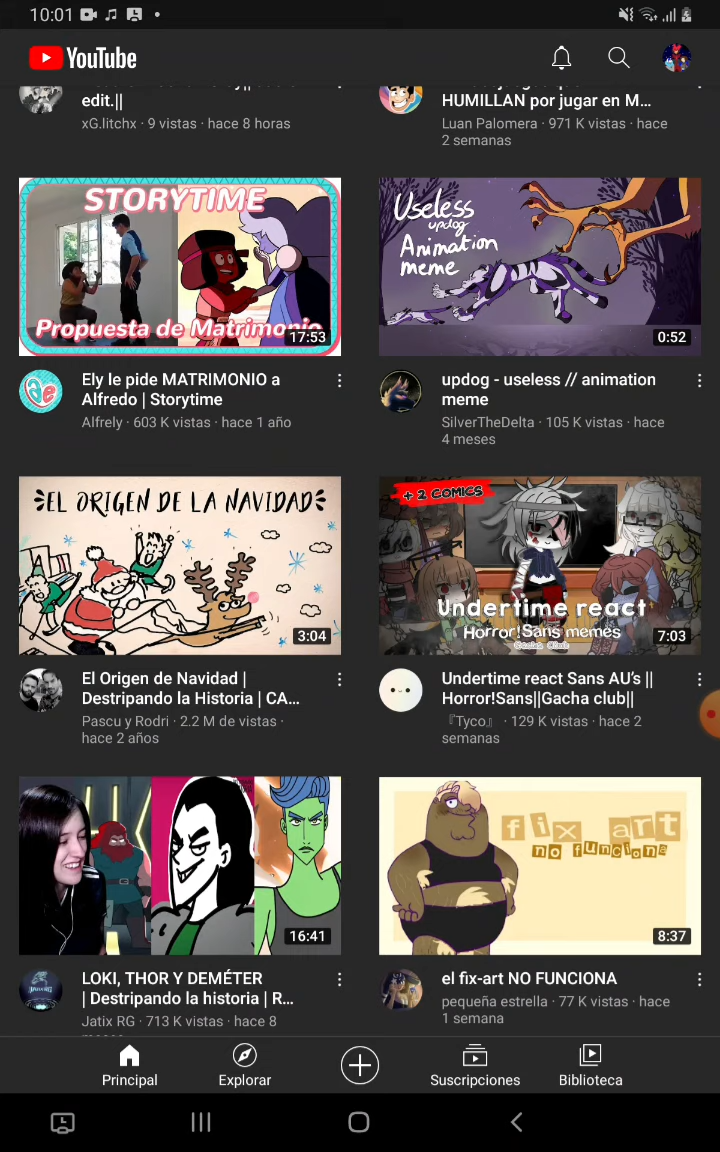 10:01
YouTube
edit.||
xG.litchx · 9 vistas · hace 8 horas
HUMILLAN por jugar en M...
Luan Palomera · 971 K vistas · hace
2 semanas
STORYTIME
Propuesta de Matrimonio
17:53
Ely le pide MATRIMONIO a
Alfredo | Storytime
Alfrely · 603 K vistas · hace 1 año
Useless
updog
Animation
meme
0:52
updog - useless // animation
meme
SilverTheDelta · 105 K vistas · hace
4 meses
EL ORIGEN DE LA NAVIDAD
3:04
El Origen de Navidad |
Destripando la Historia | CA...
Pascu y Rodri · 2.2 M de vistas ·
hace 2 años
+ 2 COMICS
Undertime react
Horror!Sans memes
7:03
Undertime react Sans AU's ||
Horror!Sans||Gacha club||
『Tyco』 · 129 K vistas · hace 2
semanas
16:41
LOKI, THOR Y DEMÉTER
| Destripando la historia | R...
Jatix RG · 713 K vistas · hace 8
fix art
no funciona
8:37
el fix-art NO FUNCIONA
pequeña estrella · 77 K vistas · hace
1 semana
Principal
Explorar
Suscripciones
Biblioteca